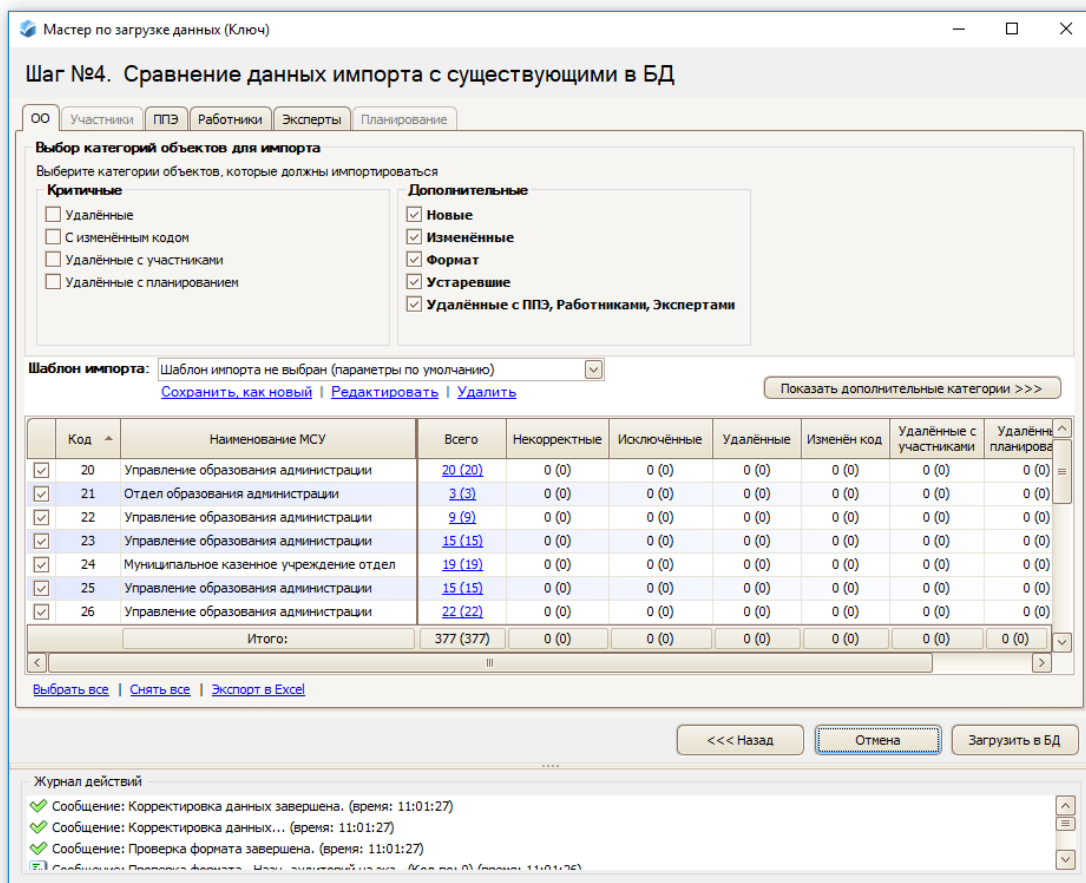 Мастер по загрузке данных (Ключ)
Шаг №4. Сравнение данных импорта с существующими в БД
ОО Участники ППЭ Работники Эксперты Планирование
Выбор категорий объектов для импорта
Выберите категории объектов, которые должны импортироваться
Критичные Дополнительные
Удалённые Новые
С изменённым кодом Изменённые
Удалённые с участниками Формат
Удалённые с планированием Устаревшие
Удалённые с ППЭ, Работниками, Экспертами
Шаблон импорта: Шаблон импорта не выбран (параметры по умолчанию)
Сохранить, как новый | Редактировать | Удалить
Показать дополнительные категории >>>
Код Наименование МСУ Всего Некорректные Исключённые Удалённые Изменён код Удалённые с участниками Удалённы планирова
20 Управление образования администрации 20 (20) 0 (0) 0 (0) 0 (0) 0 (0) 0 (0) 0 (0)
21 Отдел образования администрации 3 (3) 0 (0) 0 (0) 0 (0) 0 (0) 0 (0) 0 (0)
22 Управление образования администрации 9 (9) 0 (0) 0 (0) 0 (0) 0 (0) 0 (0) 0 (0)
23 Управление образования администрации 15 (15) 0 (0) 0 (0) 0 (0) 0 (0) 0 (0) 0 (0)
24 Муниципальное казенное учреждение отдел 19 (19) 0 (0) 0 (0) 0 (0) 0 (0) 0 (0) 0 (0)
25 Управление образования администрации 15 (15) 0 (0) 0 (0) 0 (0) 0 (0) 0 (0) 0 (0)
26 Управление образования администрации 22 (22) 0 (0) 0 (0) 0 (0) 0 (0) 0 (0) 0 (0)
Итого: 377 (377) 0 (0) 0 (0) 0 (0) 0 (0) 0 (0) 0 (0)
Выбрать все | Снять все | Экспорт в Excel
<<< Назад Отмена Загрузить в БД
Журнал действий
Сообщение: Корректировка данных завершена. (время: 11:01:27)
Сообщение: Корректировка данных... (время: 11:01:27)
Сообщение: Проверка формата завершена. (время: 11:01:27)
Сообщение: Проверка формата